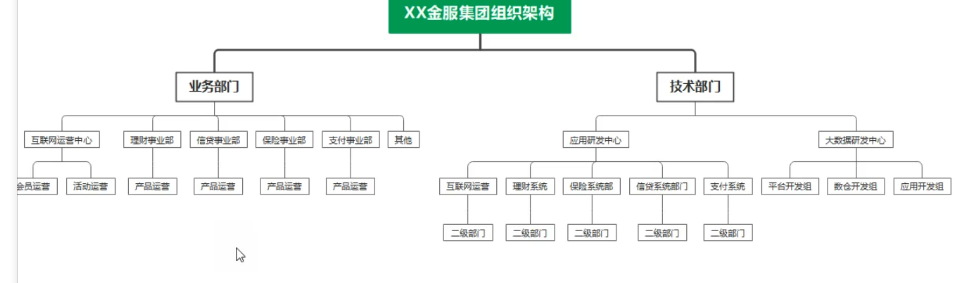 XX金服集团组织架构
业务部门 技术部门
互联网运营中心 理财事业部 信贷事业部 保险事业部 支付事业部 其他 应用研发中心 大数据研发中心
会员运营 活动运营 产品运营 产品运营 产品运营 产品运营 互联网运营 理财系统 保险系统部 信贷系统部门 支付系统 平台开发组 数仓开发组 应用开发组
二级部门 二级部门 二级部门 二级部门 二级部门